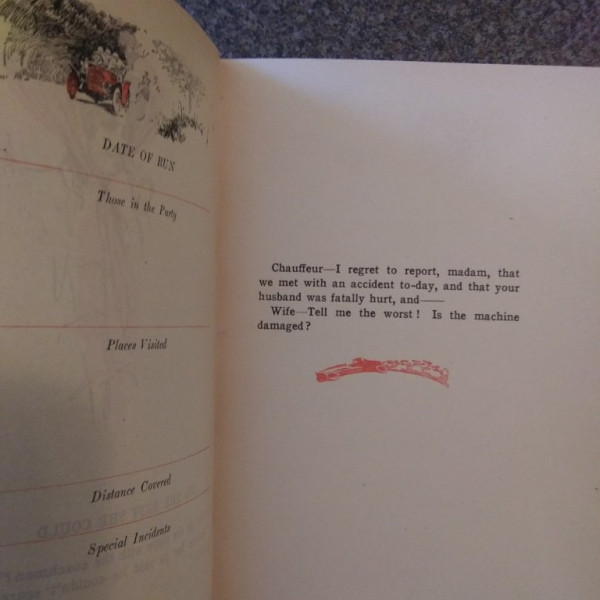 DATE OF RUN
Those in the Party
Places Visited
Distance Covered
Special Incidents
Chauffeur—I regret to report, madam, that
we met with an accident to-day, and that your
husband was fatally hurt, and——
Wife—Tell me the worst! Is the machine
damaged?